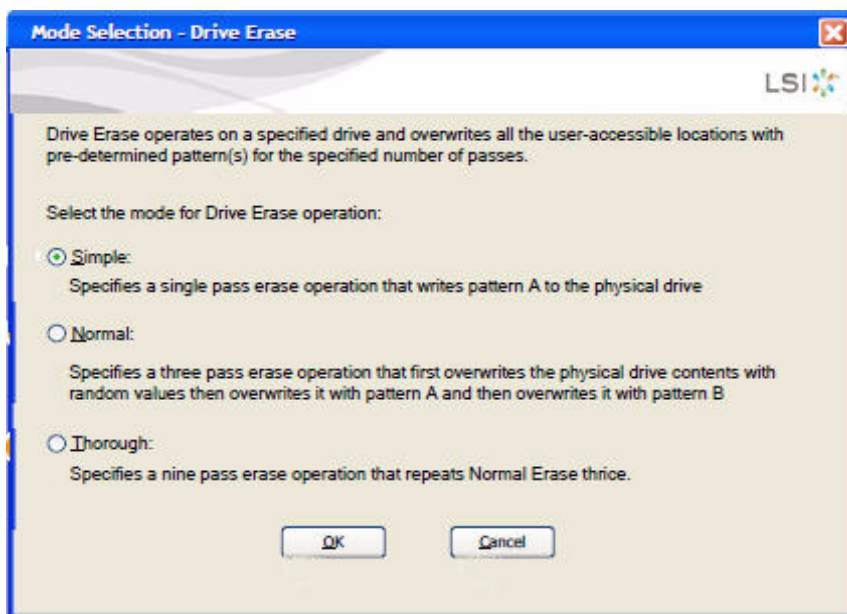 Mode Selection - Drive Erase
LSI
Drive Erase operates on a specified drive and overwrites all the user-accessible locations with
pre-determined pattern(s) for the specified number of passes.
Select the mode for Drive Erase operation:
Simple:
Specifies a single pass erase operation that writes pattern A to the physical drive
Normal:
Specifies a three pass erase operation that first overwrites the physical drive contents with
random values then overwrites it with pattern A and then overwrites it with pattern B
Thorough:
Specifies a nine pass erase operation that repeats Normal Erase thrice.
OK Cancel